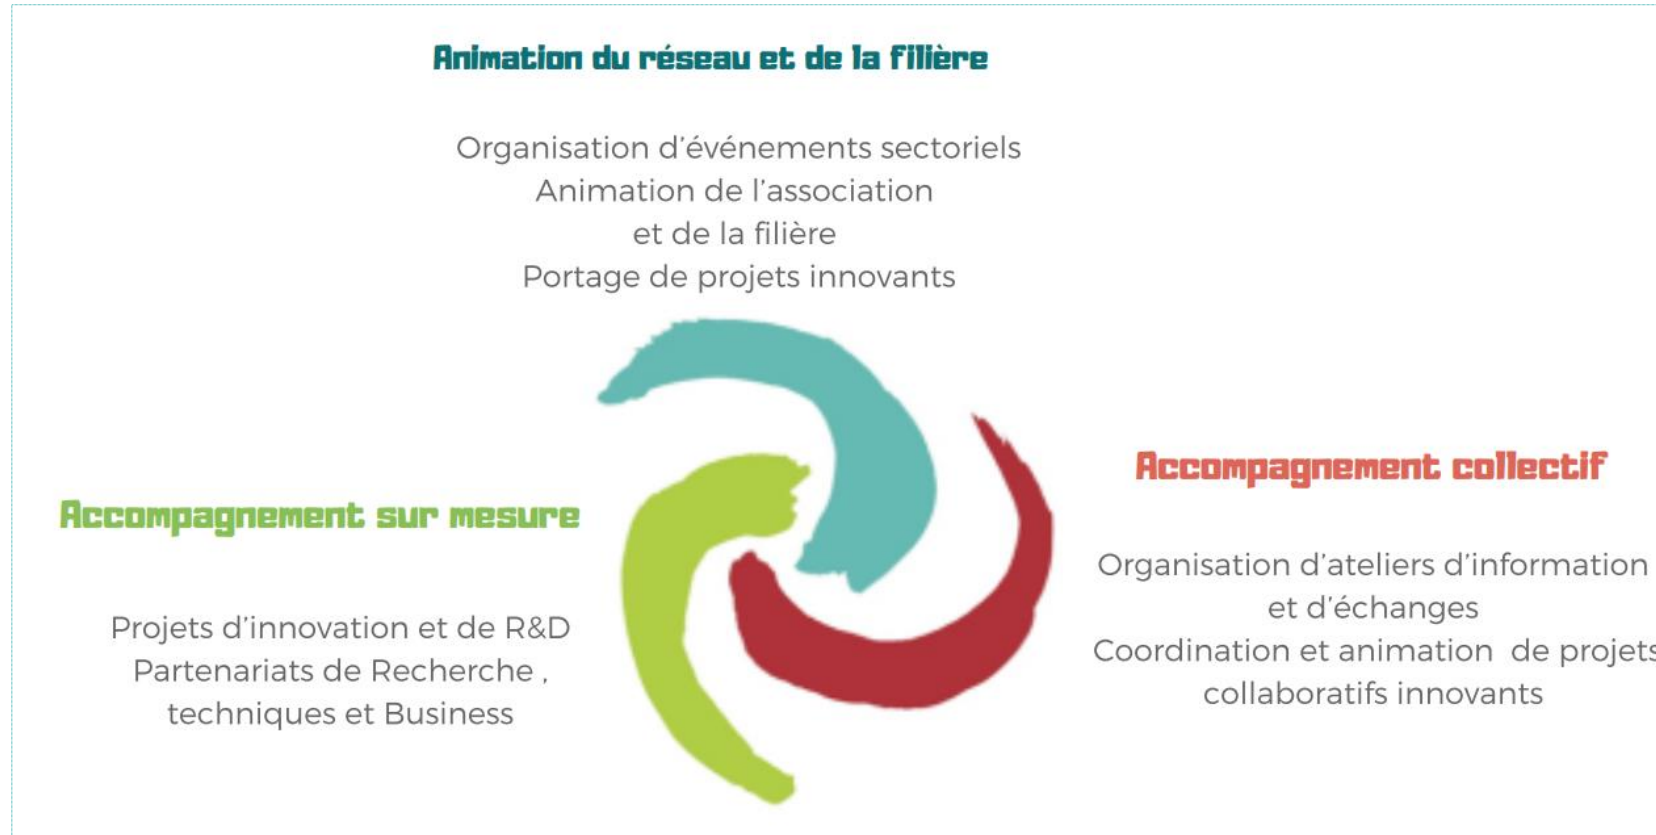 Animation du réseau et de la filière
Organisation d'événements sectoriels
Animation de l'association
et de la filière
Portage de projets innovants
Accompagnement sur mesure
Projets d'innovation et de R&D
Partenariats de Recherche ,
techniques et Business
Accompagnement collectif
Organisation d'ateliers d'information
et d'échanges
Coordination et animation de projets
collaboratifs innovants